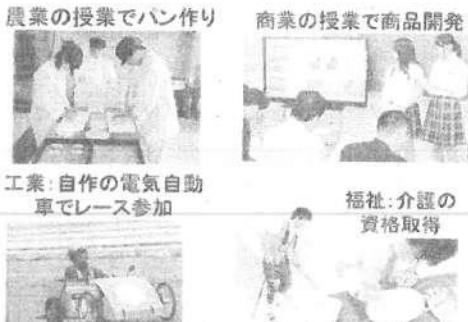 農業の授業でパン作り
商業の授業で商品開発
工業:自作の電気自動
車でレース参加
福祉:介護の
資格取得